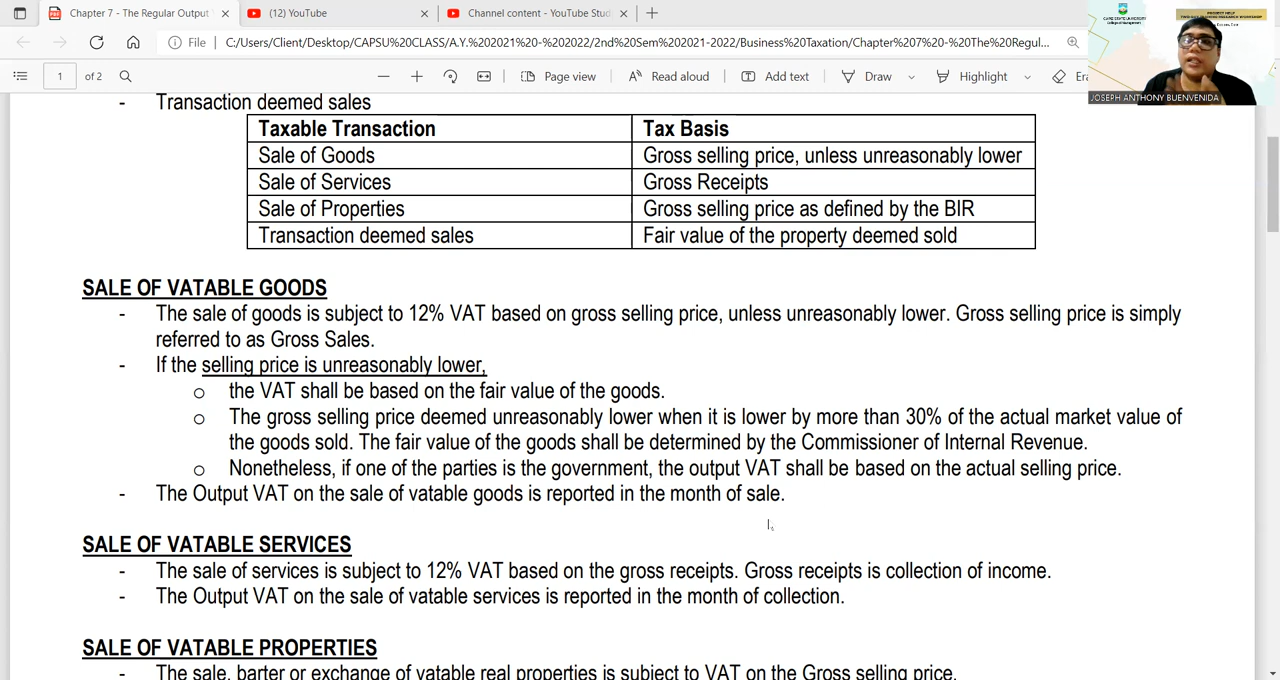 Chapter 7 - The Regular Output
(12) YouTube
Channel content - YouTube Stud
File
C:/Users/Client/Desktop/CAPSU%20CLASS/A.Y.%202021-20-%202022/2nd%20Sem%202021-2022/Business%20Taxation/Chapter%207%20-%20The%20Regul...
1
of 2
Page view
Read aloud
Add text
Draw
Highlight
Era
JOSEPH ANTHONY BUENVENIDA
- Transaction deemed sales
Taxable Transaction Tax Basis
Sale of Goods Gross selling price, unless unreasonably lower
Sale of Services Gross Receipts
Sale of Properties Gross selling price as defined by the BIR
Transaction deemed sales Fair value of the property deemed sold
SALE OF VATABLE GOODS
- The sale of goods is subject to 12% VAT based on gross selling price, unless unreasonably lower. Gross selling price is simply
referred to as Gross Sales.
- If the selling price is unreasonably lower,
o the VAT shall be based on the fair value of the goods.
o The gross selling price deemed unreasonably lower when it is lower by more than 30% of the actual market value of
the goods sold. The fair value of the goods shall be determined by the Commissioner of Internal Revenue.
o Nonetheless, if one of the parties is the government, the output VAT shall be based on the actual selling price.
- The Output VAT on the sale of vatable goods is reported in the month of sale.
SALE OF VATABLE SERVICES
- The sale of services is subject to 12% VAT based on the gross receipts. Gross receipts is collection of income.
- The Output VAT on the sale of vatable services is reported in the month of collection.
SALE OF VATABLE PROPERTIES
- The sale, barter or exchange of vatable real properties is subject to VAT on the Gross selling price.